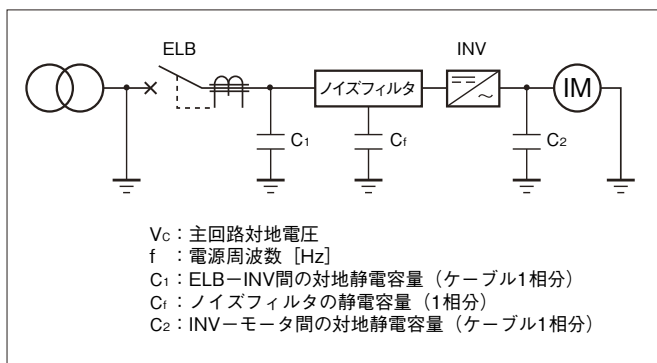 ELB
INV
ノイズフィルタ
IM
C₁
Cf
C₂
Vc：主回路対地電圧
f ：電源周波数［Hz］
C₁：ELB－INV間の対地静電容量（ケーブル1相分）
Cf：ノイズフィルタの静電容量（1相分）
C₂：INV－モータ間の対地静電容量（ケーブル1相分）